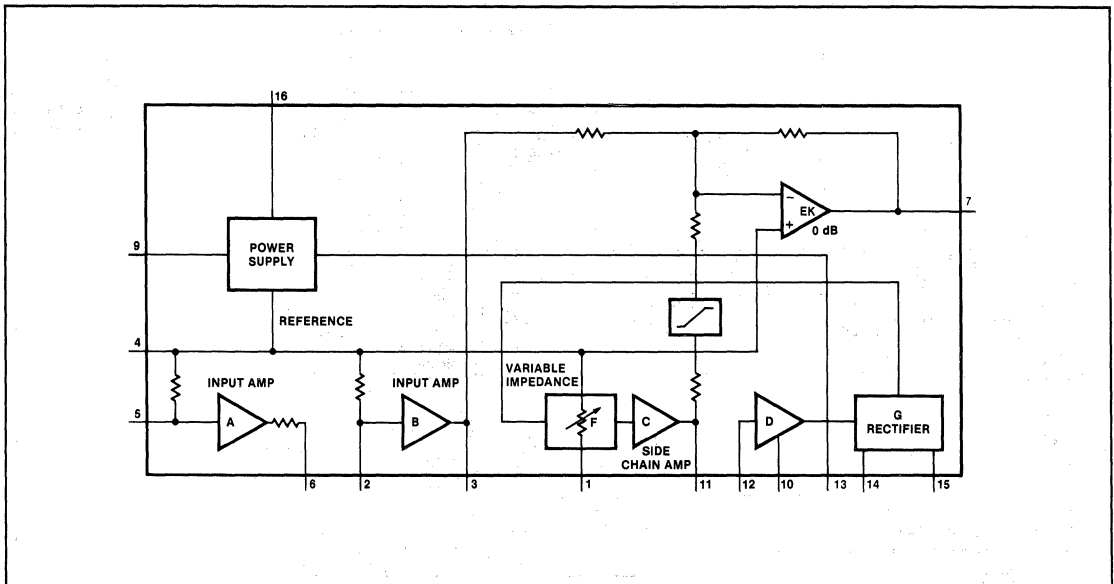 16
7
EK
−
+
0 dB
9
POWER
SUPPLY
REFERENCE
4
VARIABLE
IMPEDANCE
INPUT AMP
INPUT AMP
5
A
B
F
C
D
G
RECTIFIER
SIDE
CHAIN AMP
6
2
3
1
11
12
10
13
14
15